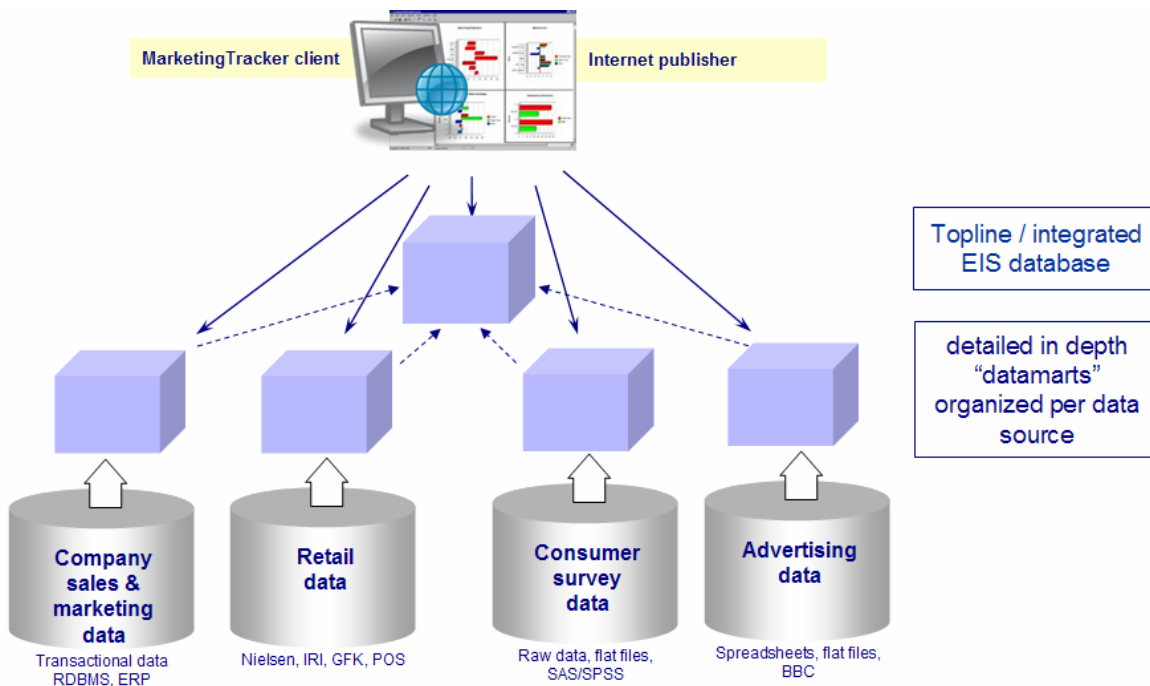 MarketingTracker client
Internet publisher
Topline / integrated
EIS database
detailed in depth
“datamarts”
organized per data
source
Company
sales &
marketing
data
Retail
data
Consumer
survey
data
Advertising
data
Transactional data
RDBMS, ERP
Nielsen, IRI, GFK, POS
Raw data, flat files,
SAS/SPSS
Spreadsheets, flat files,
BBC